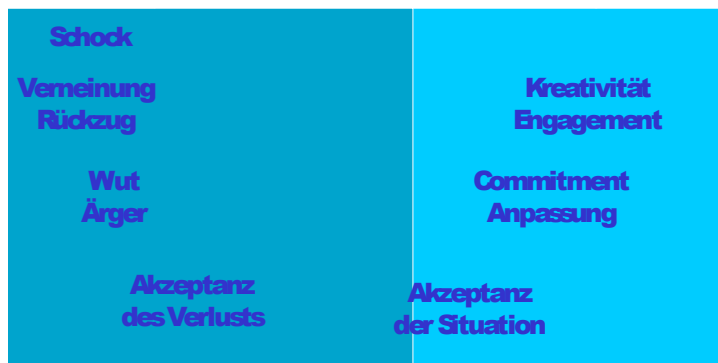 Schock
Verneinung
Rückzug
Wut
Ärger
Akzeptanz
des Verlusts
Akzeptanz
der Situation
Commitment
Anpassung
Kreativität
Engagement